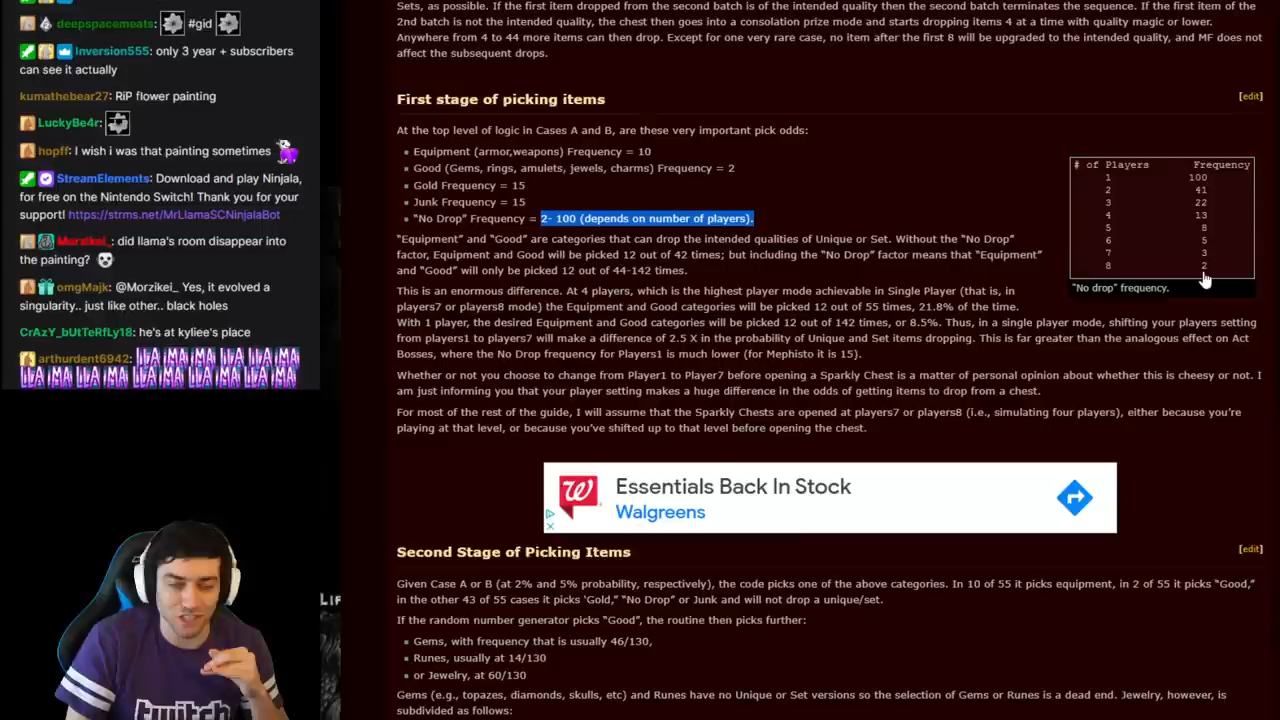 deepspacemeats: #gid
Inversion555: only 3 year + subscribers
can see it actually
kumathebear27: RiP flower painting
LuckyBe4r:
hopff: I wish i was that painting sometimes
StreamElements: Download and play Ninjala,
for free on the Nintendo Switch! Thank you for your
support! https://strms.net/MrLlamaSCNinjalaBot
Morzikei_: did llama's room disappear into
the painting?
omgMajk: @Morzikei_ Yes, it evolved a
singularity.. just like other.. black holes
CrAzY_bUtTeRfLy18: he's at kyliee's place
arthurdent6942:
Sets, as possible. If the first item dropped from the second batch is of the intended quality then the second batch terminates the sequence. If the first item of the
2nd batch is not the intended quality, the chest then goes into a consolation prize mode and starts dropping items 4 at a time with quality magic or lower.
Anywhere from 4 to 44 more items can then drop. Except for one very rare case, no item after the first 8 will be upgraded to the intended quality, and MF does not
affect the subsequent drops.
First stage of picking items
[edit]
At the top level of logic in Cases A and B, are these very important pick odds:
Equipment (armor,weapons) Frequency = 10
Good (Gems, rings, amulets, jewels, charms) Frequency = 2
Gold Frequency = 15
Junk Frequency = 15
"No Drop" Frequency = 2- 100 (depends on number of players).
# of Players Frequency
1 100
2 41
3 22
4 13
5 8
6 5
7 3
8 2
"No drop" frequency.
"Equipment" and "Good" are categories that can drop the intended qualities of Unique or Set. Without the "No Drop"
factor, Equipment and Good will be picked 12 out of 42 times; but including the "No Drop" factor means that "Equipment"
and "Good" will only be picked 12 out of 44-142 times.
This is an enormous difference. At 4 players, which is the highest player mode achievable in Single Player (that is, in
players7 or players8 mode) the Equipment and Good categories will be picked 12 out of 55 times, 21.8% of the time.
With 1 player, the desired Equipment and Good categories will be picked 12 out of 142 times, or 8.5%. Thus, in a single player mode, shifting your players setting
from players1 to players7 will make a difference of 2.5 X in the probability of Unique and Set items dropping. This is far greater than the analogous effect on Act
Bosses, where the No Drop frequency for Players1 is much lower (for Mephisto it is 15).
Whether or not you choose to change from Player1 to Player7 before opening a Sparkly Chest is a matter of personal opinion about whether this is cheesy or not. I
am just informing you that your player setting makes a huge difference in the odds of getting items to drop from a chest.
For most of the rest of the guide, I will assume that the Sparkly Chests are opened at players7 or players8 (i.e., simulating four players), either because you're
playing at that level, or because you've shifted up to that level before opening the chest.
Essentials Back In Stock
Walgreens
Second Stage of Picking Items
[edit]
Given Case A or B (at 2% and 5% probability, respectively), the code picks one of the above categories. In 10 of 55 it picks equipment, in 2 of 55 it picks "Good,"
in the other 43 of 55 cases it picks 'Gold," "No Drop" or Junk and will not drop a unique/set.
If the random number generator picks "Good", the routine then picks further:
Gems, with frequency that is usually 46/130,
Runes, usually at 14/130
or Jewelry, at 60/130
Gems (e.g., topazes, diamonds, skulls, etc) and Runes have no Unique or Set versions so the selection of Gems or Runes is a dead end. Jewelry, however, is
subdivided as follows:
twitch